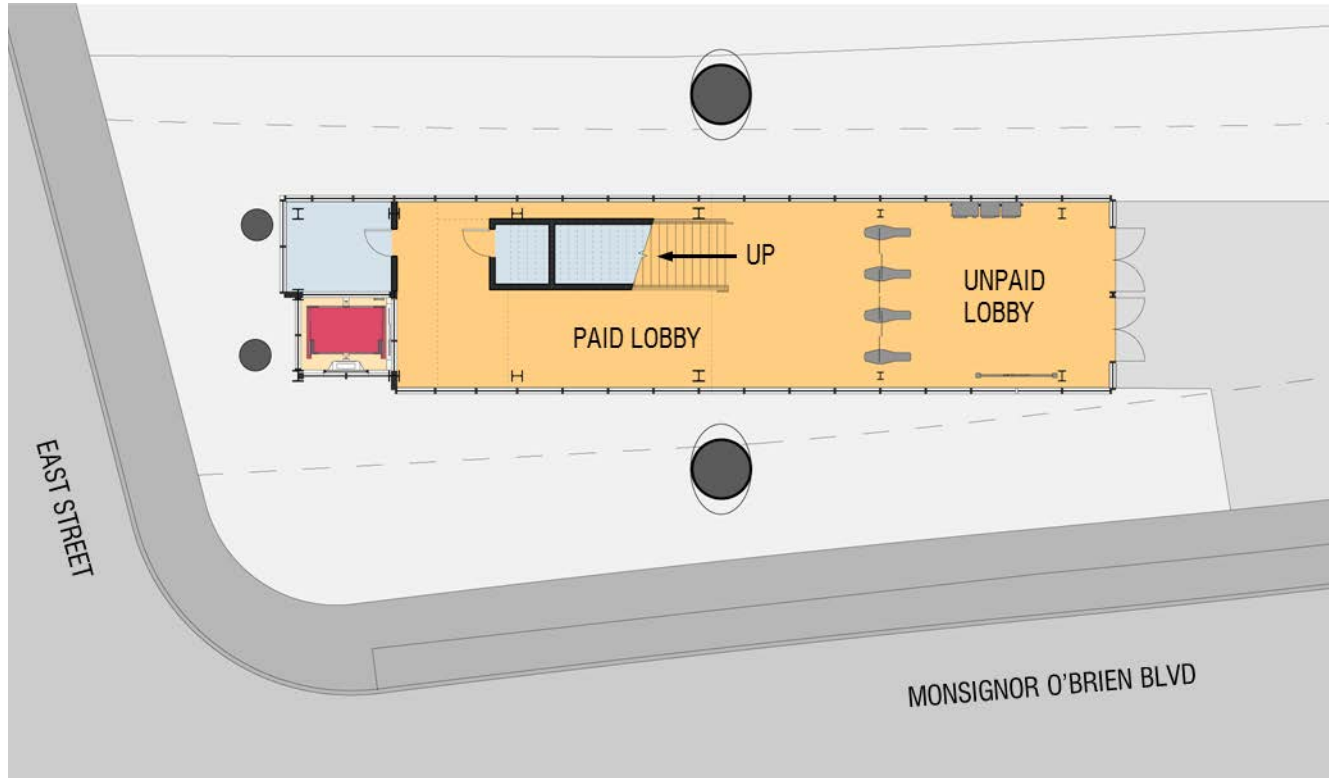 UP
UNPAID
LOBBY
PAID LOBBY
EAST STREET
MONSIGNOR O'BRIEN BLVD